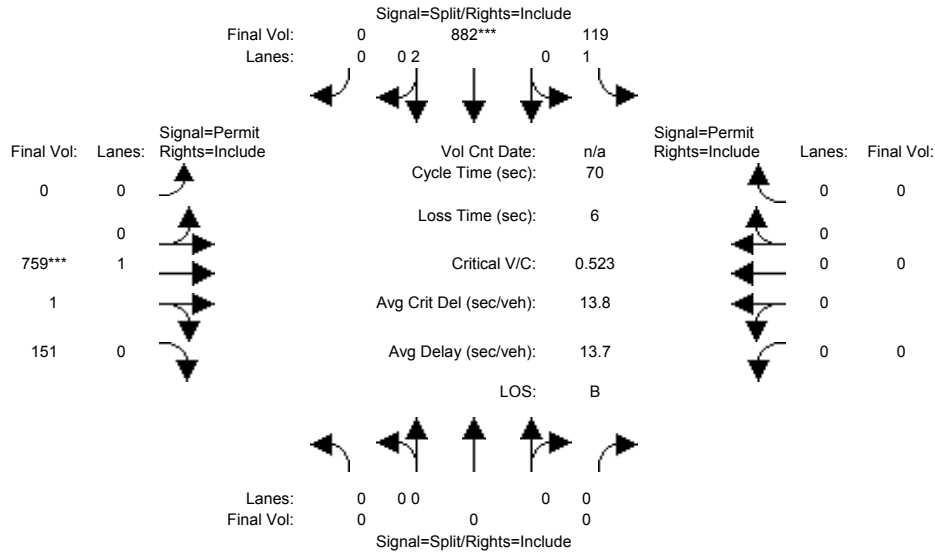 Signal=Split/Rights=Include
Final Vol: 0 882*** 119
Lanes: 0 0 2 0 1
Signal=Permit Signal=Permit
Final Vol: Lanes: Rights=Include Vol Cnt Date: n/a Rights=Include Lanes: Final Vol:
Cycle Time (sec): 70
0 0 0 0
Loss Time (sec): 6
0 0
759*** 1 Critical V/C: 0.523 0 0
1 Avg Crit Del (sec/veh): 13.8 0
151 0 Avg Delay (sec/veh): 13.7 0 0
LOS: B
Lanes: 0 0 0 0 0
Final Vol: 0 0 0
Signal=Split/Rights=Include